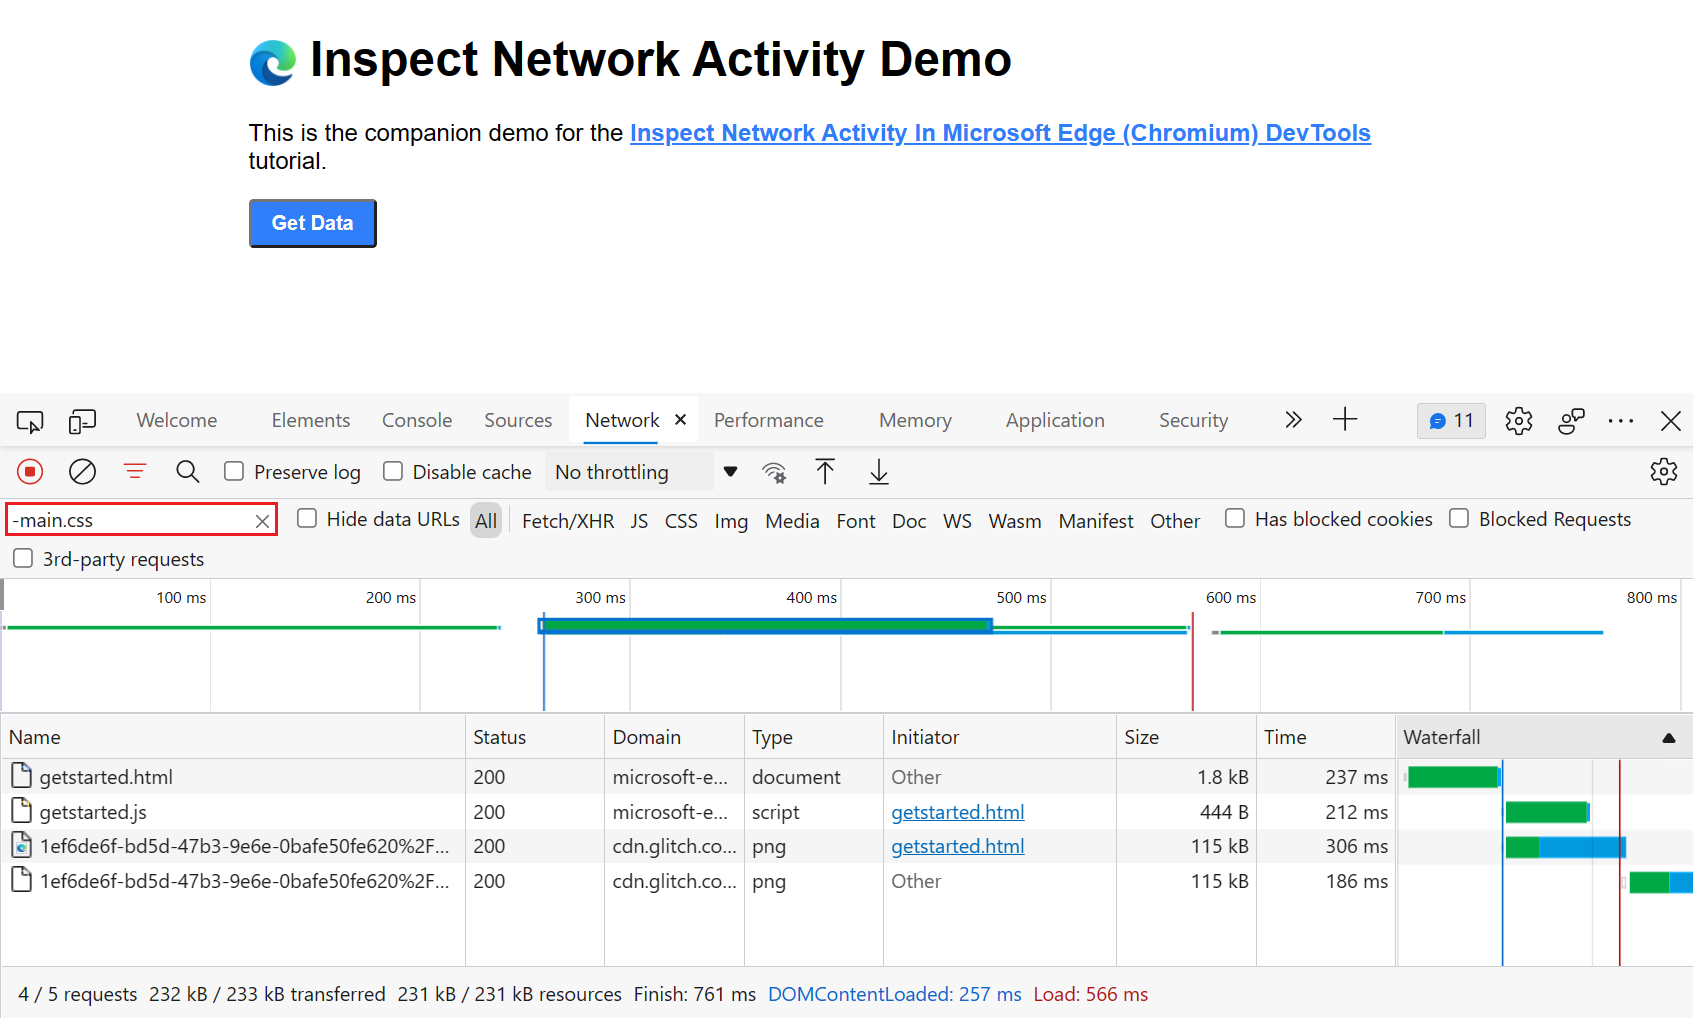 Inspect Network Activity Demo
This is the companion demo for the Inspect Network Activity In Microsoft Edge (Chromium) DevTools
tutorial.
Get Data
Welcome Elements Console Sources Network Performance Memory Application Security 11
Preserve log Disable cache No throttling
-main.css Hide data URLs All Fetch/XHR JS CSS Img Media Font Doc WS Wasm Manifest Other Has blocked cookies Blocked Requests
3rd-party requests
100 ms 200 ms 300 ms 400 ms 500 ms 600 ms 700 ms 800 ms
Name Status Domain Type Initiator Size Time Waterfall
getstarted.html 200 microsoft-e... document Other 1.8 kB 237 ms
getstarted.js 200 microsoft-e... script getstarted.html 444 B 212 ms
1ef6de6f-bd5d-47b3-9e6e-0bafe50fe620%2F... 200 cdn.glitch.co... png getstarted.html 115 kB 306 ms
1ef6de6f-bd5d-47b3-9e6e-0bafe50fe620%2F... 200 cdn.glitch.co... png Other 115 kB 186 ms
4 / 5 requests 232 kB / 233 kB transferred 231 kB / 231 kB resources Finish: 761 ms DOMContentLoaded: 257 ms Load: 566 ms